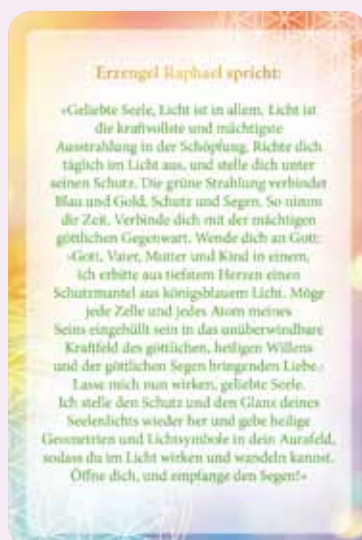 Erzengel Raphael spricht:
»Geliebte Seele, Licht ist in allem, Licht ist
die kraftvollste und mächtigste
Ausstrahlung in der Schöpfung. Richte dich
täglich im Licht aus, und stelle dich unter
seinen Schutz. Die grüne Strahlung verbindet
Blau und Gold, Schutz und Segen. So nimm
dir Zeit. Verbinde dich mit der mächtigen
göttlichen Gegenwart. Wende dich an Gott:
›Gott, Vater, Mutter und Kind in einem,
ich erbitte aus tiefstem Herzen einen
Schutzmantel aus königsblauem Licht. Möge
jede Zelle und jedes Atom meines
Seins eingehüllt sein in das unüberwindbare
Kraftfeld des göttlichen, heiligen Willens
und der göttlichen Segen bringenden Liebe.‹
Lasse mich nun wirken, geliebte Seele.
Ich stelle den Schutz und den Glanz deines
Seelenlichts wieder her und gebe heilige
Geometrien und Lichtsymbole in dein Aurafeld,
sodass du im Licht wirken und wandeln kannst.
Öffne dich, und empfange den Segen!«